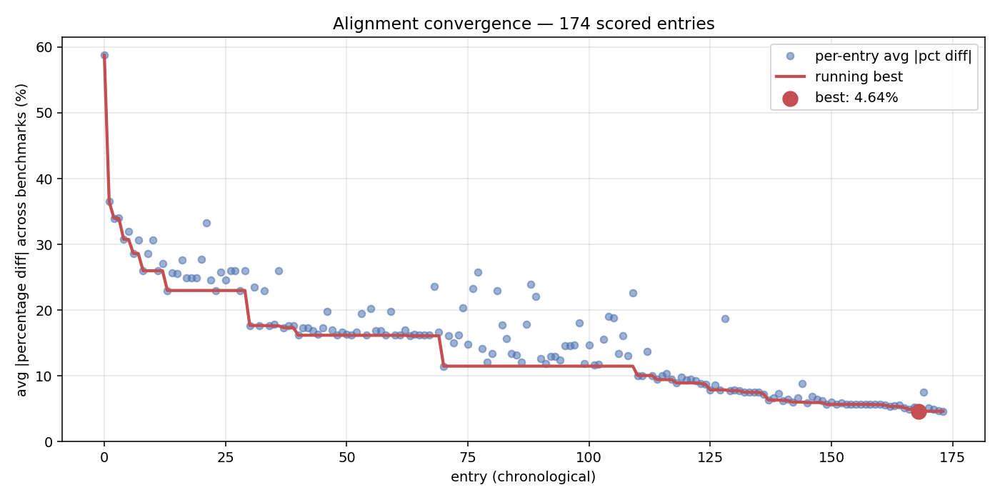 Alignment convergence — 174 scored entries
per-entry avg |pct diff|
running best
best: 4.64%
avg |percentage diff| across benchmarks (%)
60
50
40
30
20
10
0
0 25 50 75 100 125 150 175
entry (chronological)